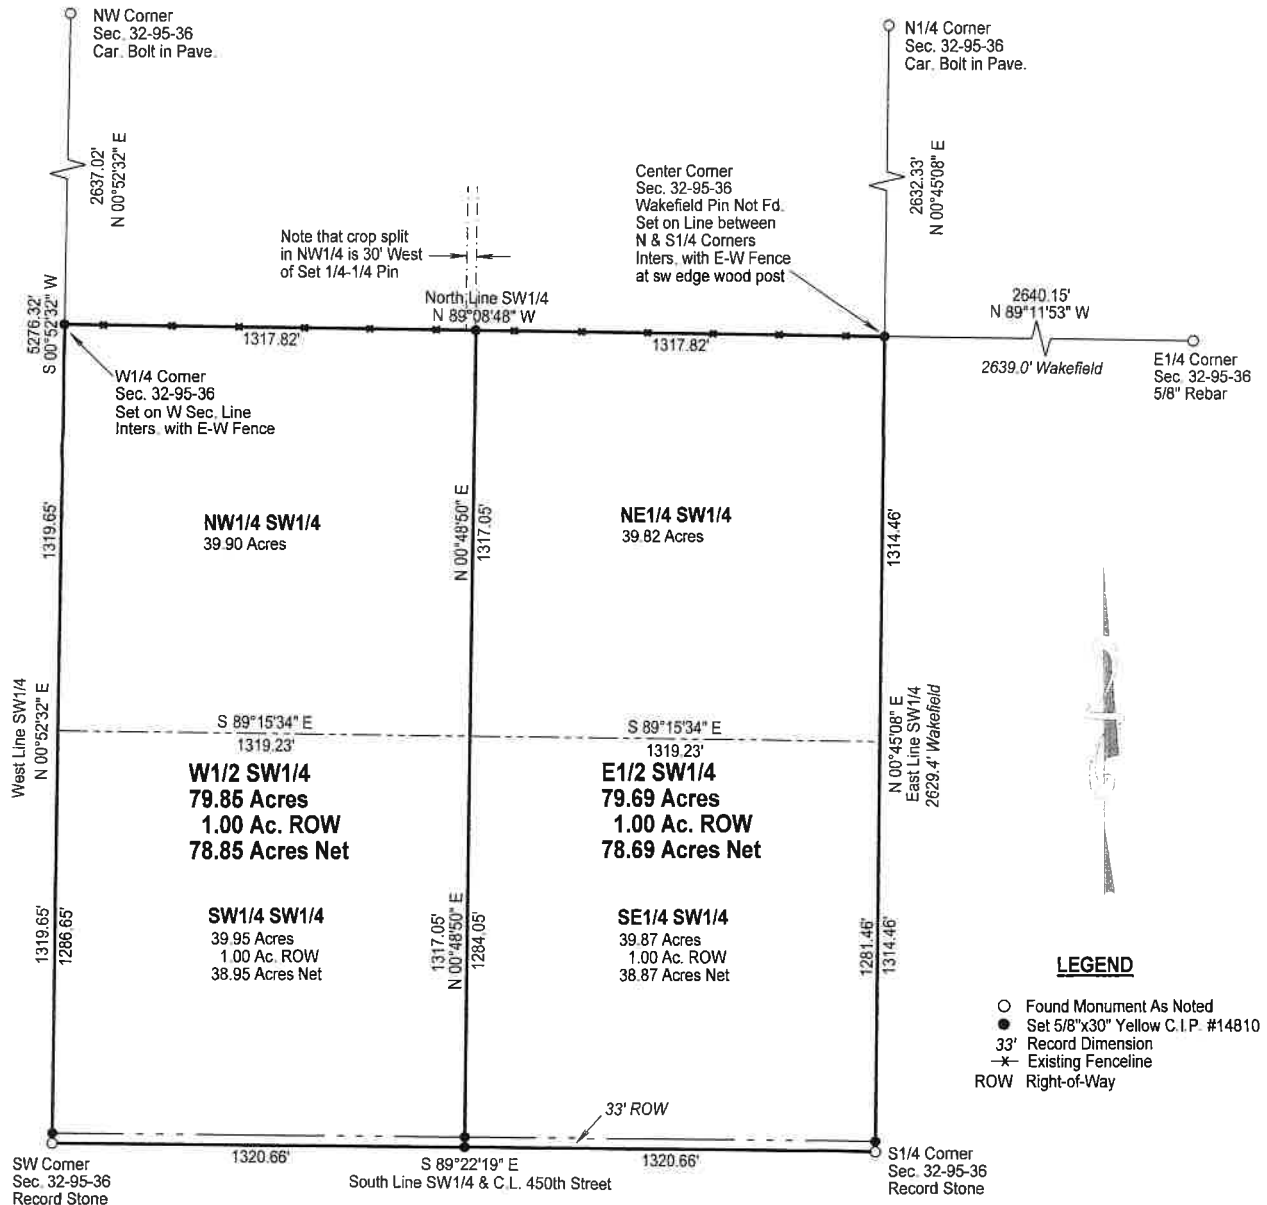 NW Corner
Sec. 32-95-36
Car. Bolt in Pave.
N1/4 Corner
Sec. 32-95-36
Car. Bolt in Pave.
2637.02'
N 00°52'32" E
2632.33'
N 00°45'08" E
Center Corner
Sec. 32-95-36
Wakefield Pin Not Fd.
Set on Line between
N & S1/4 Corners
Inters. with E-W Fence
at sw edge wood post
Note that crop split
in NW1/4 is 30' West
of Set 1/4-1/4 Pin
5276.32'
S 00°52'32" W
North Line SW1/4
N 89°08'48" W
1317.82'
1317.82'
2640.15'
N 89°11'53" W
2639.0' Wakefield
E1/4 Corner
Sec. 32-95-36
5/8" Rebar
W1/4 Corner
Sec. 32-95-36
Set on W Sec. Line
Inters. with E-W Fence
1319.65'
NW1/4 SW1/4
39.90 Acres
N 00°48'50" E
1317.05'
NE1/4 SW1/4
39.82 Acres
1314.46'
West Line SW1/4
N 00°52'32" E
S 89°15'34" E
1319.23'
S 89°15'34" E
1319.23'
N 00°45'08" E
East Line SW1/4
2629.4' Wakefield
W1/2 SW1/4
79.85 Acres
1.00 Ac. ROW
78.85 Acres Net
E1/2 SW1/4
79.69 Acres
1.00 Ac. ROW
78.69 Acres Net
1319.65'
1286.65'
SW1/4 SW1/4
39.95 Acres
1.00 Ac. ROW
38.95 Acres Net
1317.05'
N 00°48'50" E
1284.05'
SE1/4 SW1/4
39.87 Acres
1.00 Ac. ROW
38.87 Acres Net
1281.46'
1314.46'
LEGEND
Found Monument As Noted
Set 5/8"x30" Yellow C.I.P. #14810
33' Record Dimension
Existing Fenceline
ROW Right-of-Way
33' ROW
SW Corner
Sec. 32-95-36
Record Stone
1320.66'
S 89°22'19" E
South Line SW1/4 & C.L. 450th Street
1320.66'
S1/4 Corner
Sec. 32-95-36
Record Stone